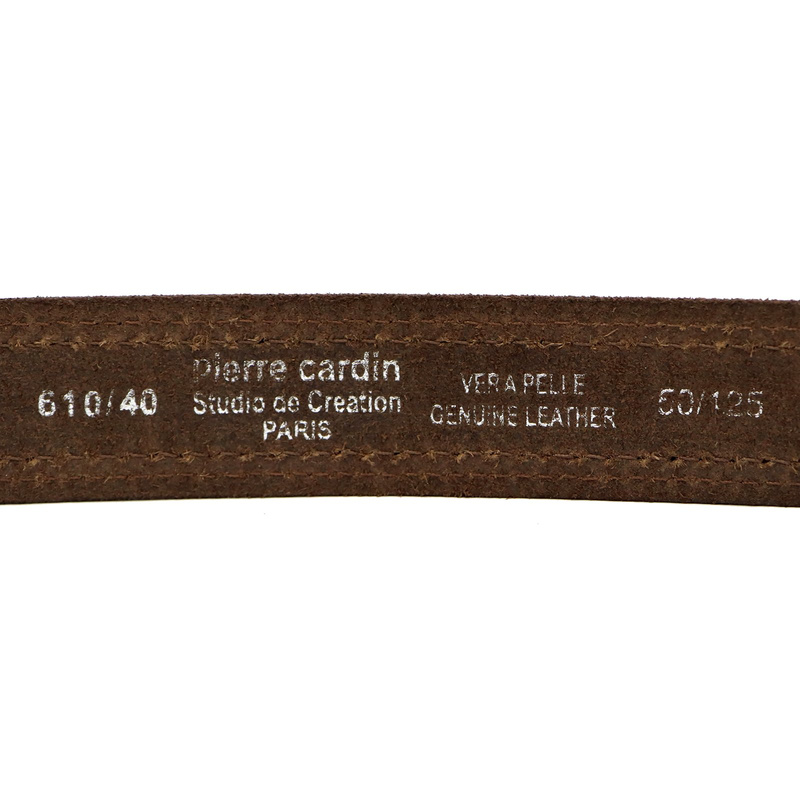 610/40
pierre cardin
Studio de Creation
PARIS
VERA PELLE
GENUINE LEATHER
50/125